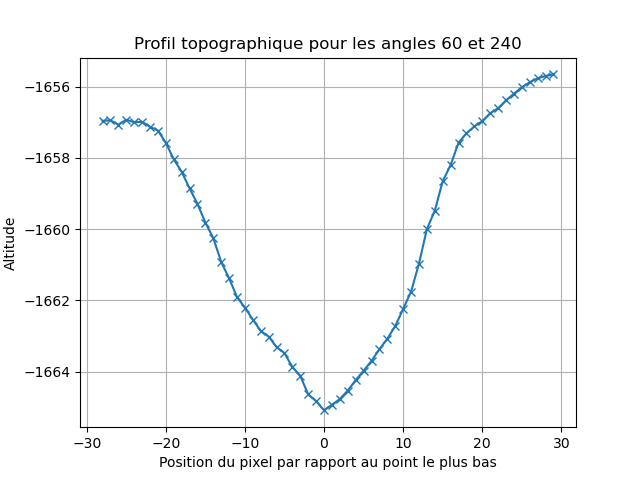 Profil topographique pour les angles 60 et 240
Altitude
−1656
−1658
−1660
−1662
−1664
−30 −20 −10 0 10 20 30
Position du pixel par rapport au point le plus bas